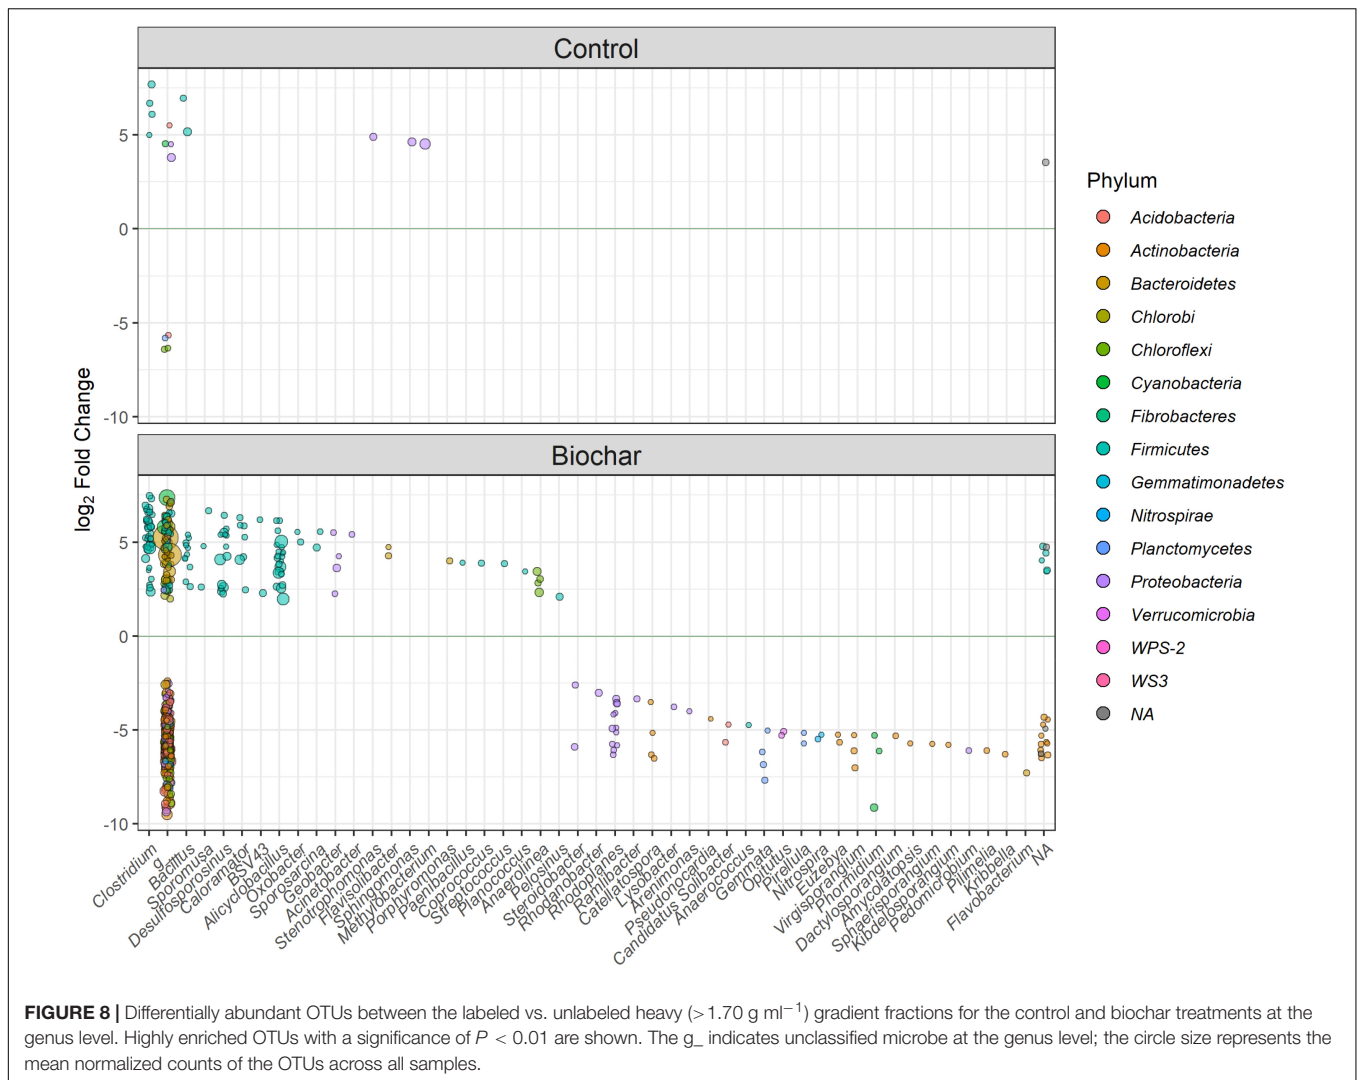 Control
5
0
-5
-10
Biochar
5
0
-5
-10
log2 Fold Change
Clostridium
g_
Bacillus
Sporomusa
Desulfosporosinus
Caloramator
BSV43
Alicyclobacillus
Oxobacter
Sporosarcina
Geobacter
Acinetobacter
Stenotrophomonas
Flavisolibacter
Sphingomonas
Methylobacterium
Porphyromonas
Paenibacillus
Coprococcus
Streptococcus
Planococcus
Anaerolinea
Pelosinus
Steroidobacter
Rhodanobacter
Rhodoplanes
Ramlibacter
Catellatospora
Lysobacter
Arenimonas
Pseudonocardia
Candidatus Solibacter
Anaerococcus
Gemmata
Opitutus
Pirellula
Nitrospira
Euzebya
Virgisporangium
Phormidium
Dactylosporangium
Amycolatopsis
Sphaerisporangium
Kibdelosporangium
Pedomicrobium
Pilimelia
Kribbella
Flavobacterium
NA
Phylum
Acidobacteria
Actinobacteria
Bacteroidetes
Chlorobi
Chloroflexi
Cyanobacteria
Fibrobacteres
Firmicutes
Gemmatimonadetes
Nitrospirae
Planctomycetes
Proteobacteria
Verrucomicrobia
WPS-2
WS3
NA
FIGURE 8 | Differentially abundant OTUs between the labeled vs. unlabeled heavy (>1.70 g ml−1) gradient fractions for the control and biochar treatments at the
genus level. Highly enriched OTUs with a significance of P < 0.01 are shown. The g_ indicates unclassified microbe at the genus level; the circle size represents the
mean normalized counts of the OTUs across all samples.